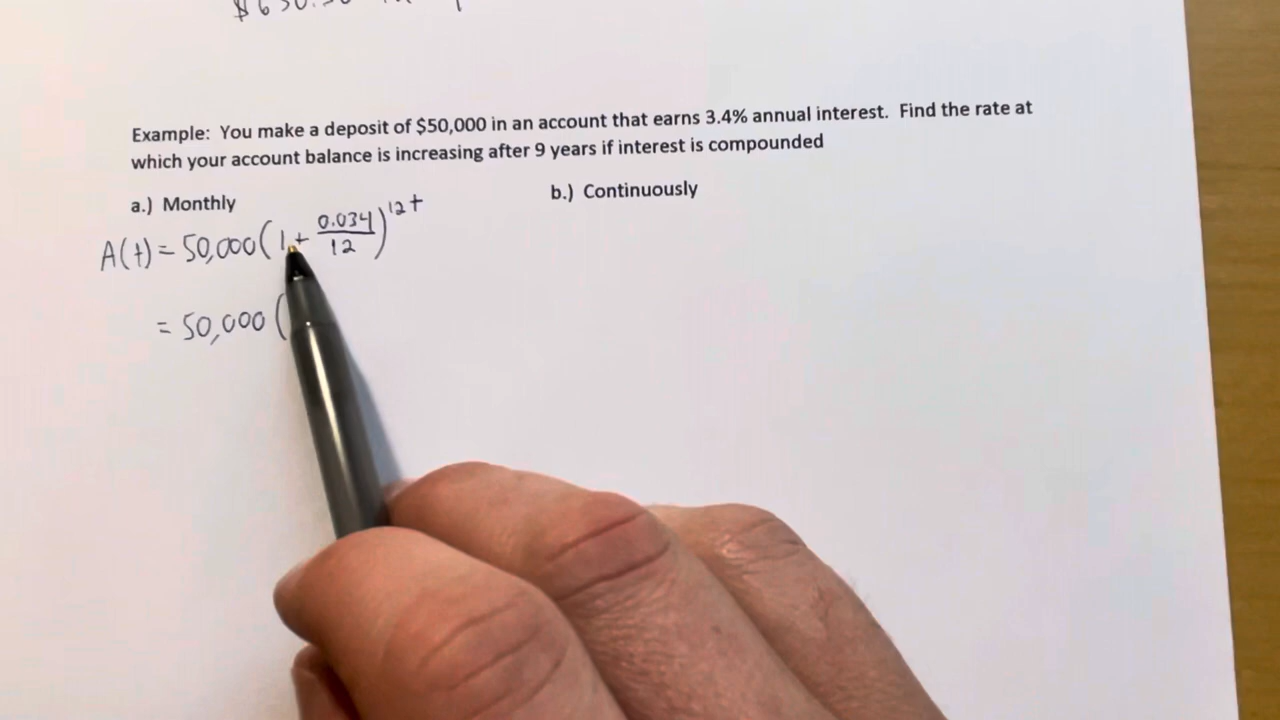 Example: You make a deposit of $50,000 in an account that earns 3.4% annual interest. Find the rate at
which your account balance is increasing after 9 years if interest is compounded
a.) Monthly
b.) Continuously
A(t) = 50,000(1 + 0.034/12)^12t
= 50,000(